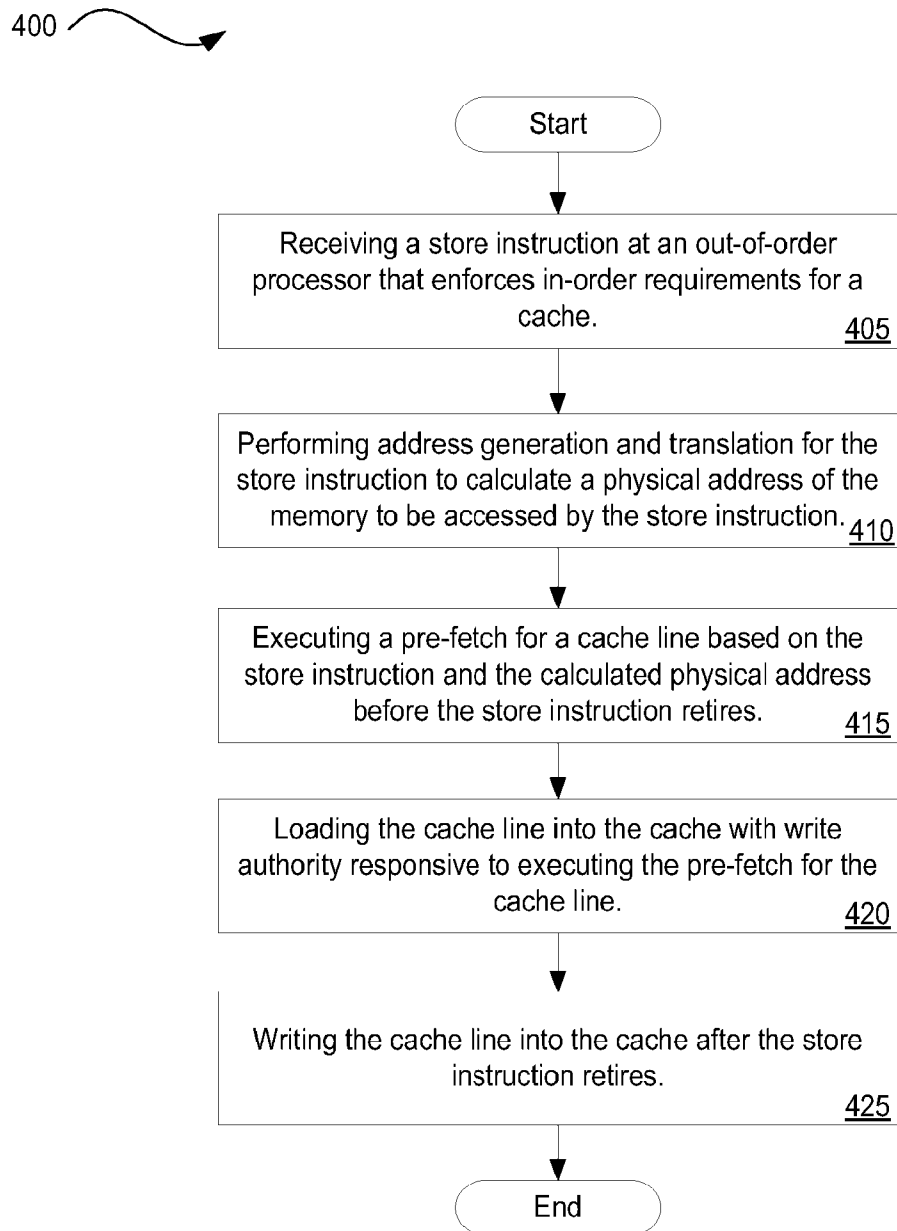 400
Start
Receiving a store instruction at an out-of-order
processor that enforces in-order requirements for a
cache.
405
Performing address generation and translation for the
store instruction to calculate a physical address of the
memory to be accessed by the store instruction.
410
Executing a pre-fetch for a cache line based on the
store instruction and the calculated physical address
before the store instruction retires.
415
Loading the cache line into the cache with write
authority responsive to executing the pre-fetch for the
cache line.
420
Writing the cache line into the cache after the store
instruction retires.
425
End